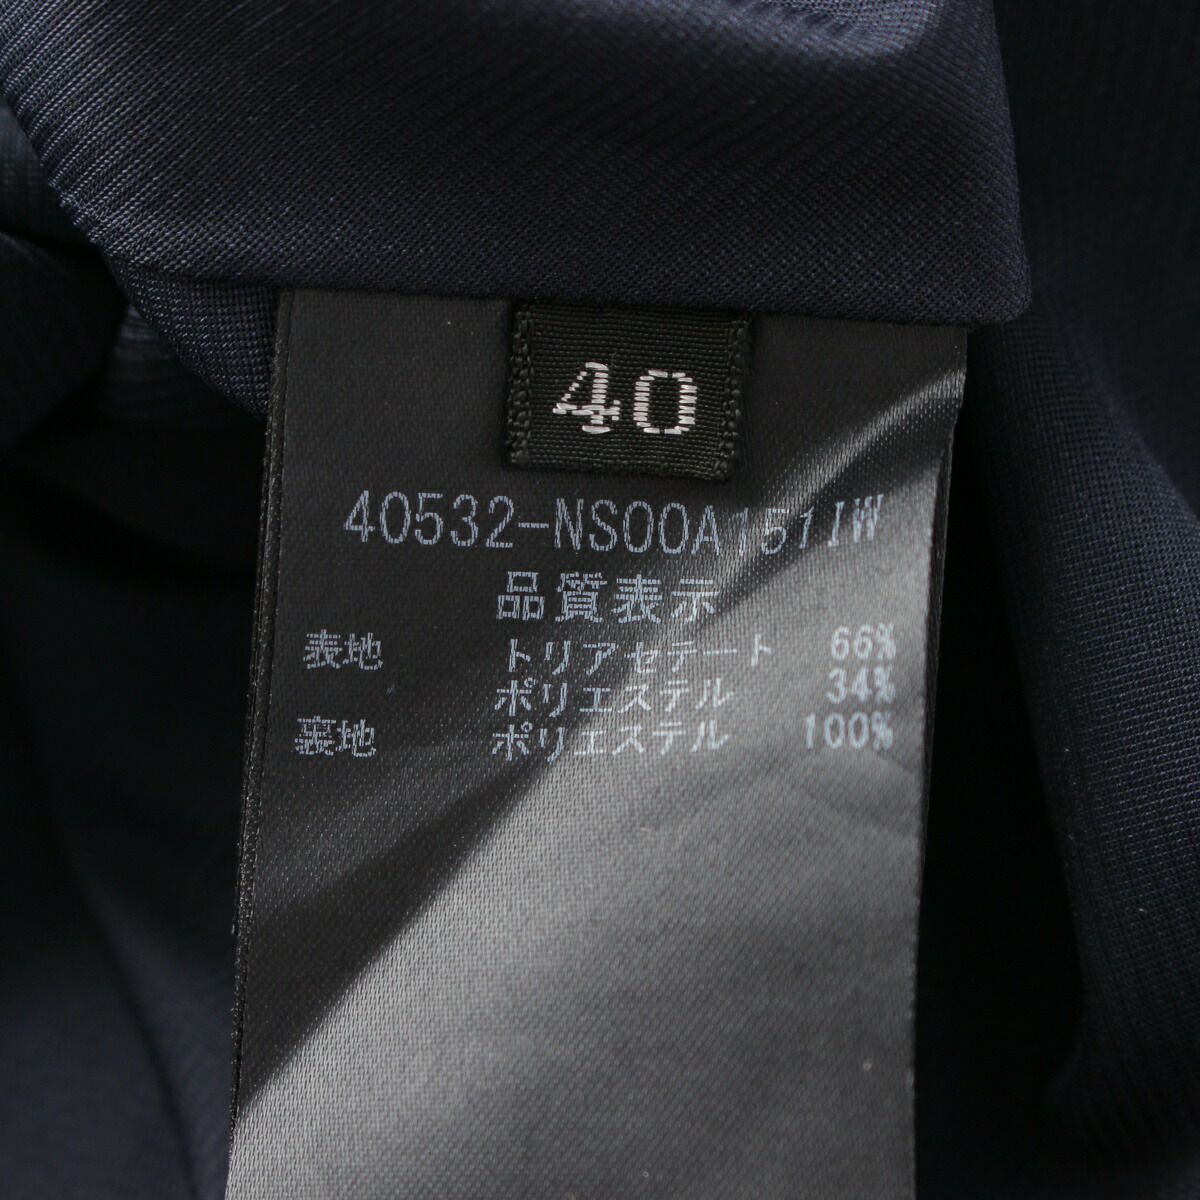 40
40532-NS00A151IW
品質表示
表地 トリアセテート 66%
ポリエステル 34%
裏地 ポリエステル 100%